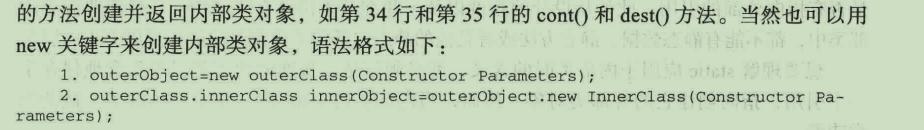 的方法创建并返回内部类对象，如第 34 行和第 35 行的 cont() 和 dest() 方法。当然也可以用
new 关键字来创建内部类对象，语法格式如下：
1. outerObject=new outerClass(Constructor Parameters);
2. outerClass.innerClass innerObject=outerObject.new InnerClass(Constructor Pa-
rameters);